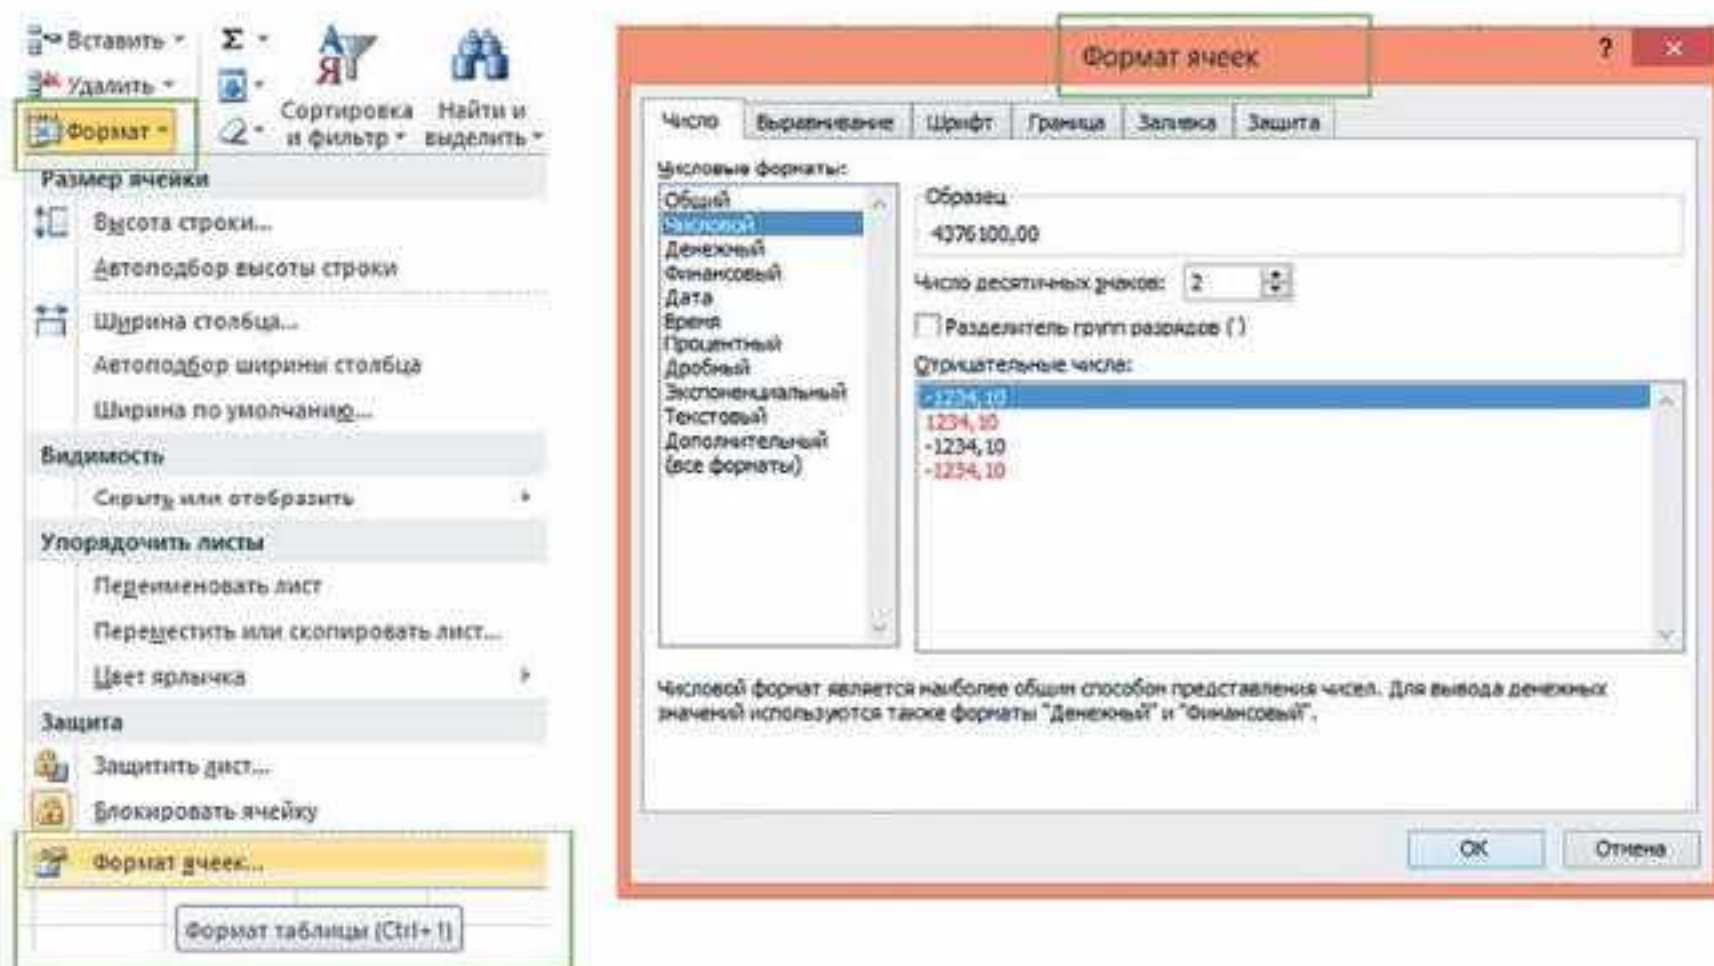 Вставить
Удалить
Формат
Σ
А
Я
Сортировка и фильтр
Найти и выделить
Размер ячейки
Высота строки...
Автоподбор высоты строки
Ширина столбца...
Автоподбор ширины столбца
Ширина по умолчанию...
Видимость
Скрыть или отобразить
Упорядочить листы
Переименовать лист
Переместить или скопировать лист...
Цвет ярлычка
Защита
Защитить лист...
Блокировать ячейку
Формат ячеек...
Формат таблицы (Ctrl+1)
Формат ячеек
?
Число Выравнивание Шрифт Граница Заливка Защита
Числовые форматы:
Общий
Числовой
Денежный
Финансовый
Дата
Время
Процентный
Дробный
Экспоненциальный
Текстовый
Дополнительный
(все форматы)
Образец
4376100,00
Число десятичных знаков: 2
Разделитель групп разрядов ( )
Отрицательные числа:
-1234,10
1234,10
-1234,10
-1234,10
Числовой формат является наиболее общим способом представления чисел. Для вывода денежных
значений используются также форматы "Денежный" и "Финансовый".
ОК Отмена